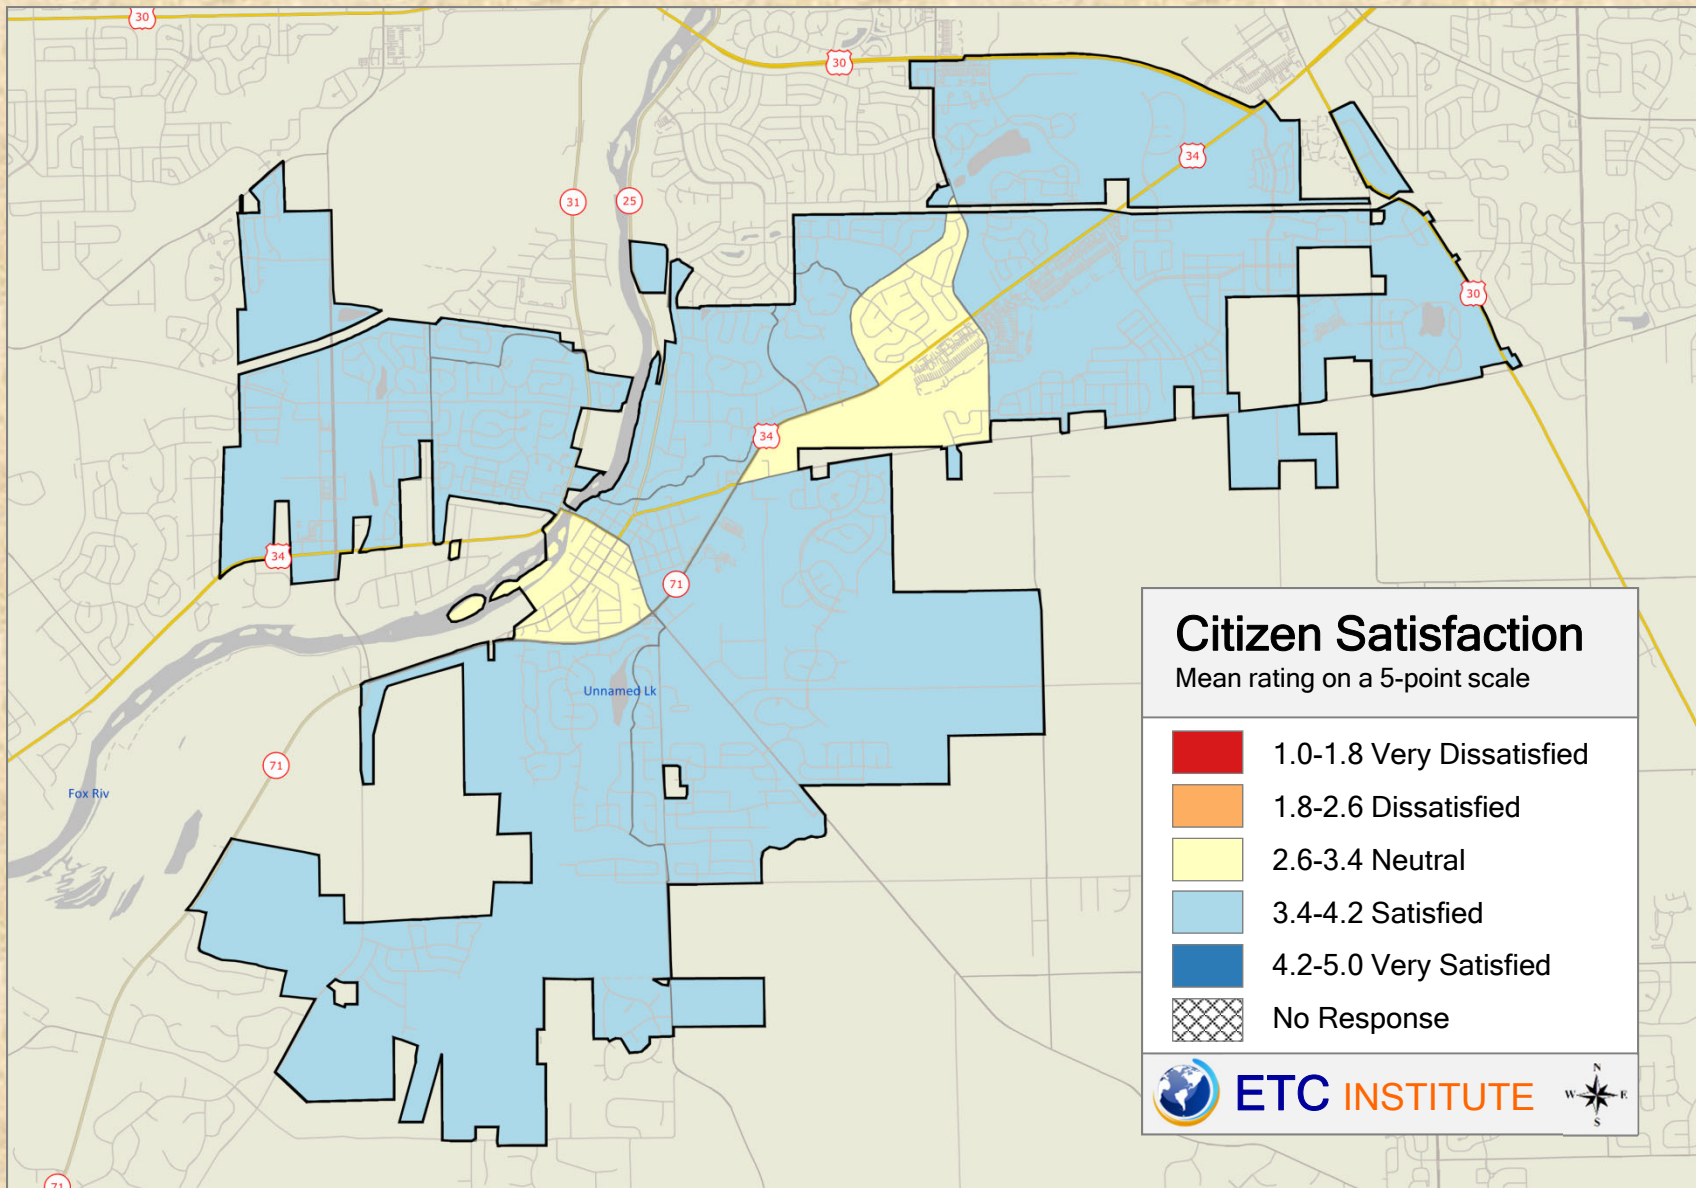 30
30
34
31
25
30
34
34
71
Unnamed Lk
71
Fox Riv
71
Citizen Satisfaction
Mean rating on a 5-point scale
1.0-1.8 Very Dissatisfied
1.8-2.6 Dissatisfied
2.6-3.4 Neutral
3.4-4.2 Satisfied
4.2-5.0 Very Satisfied
No Response
ETC INSTITUTE
N
W E
S